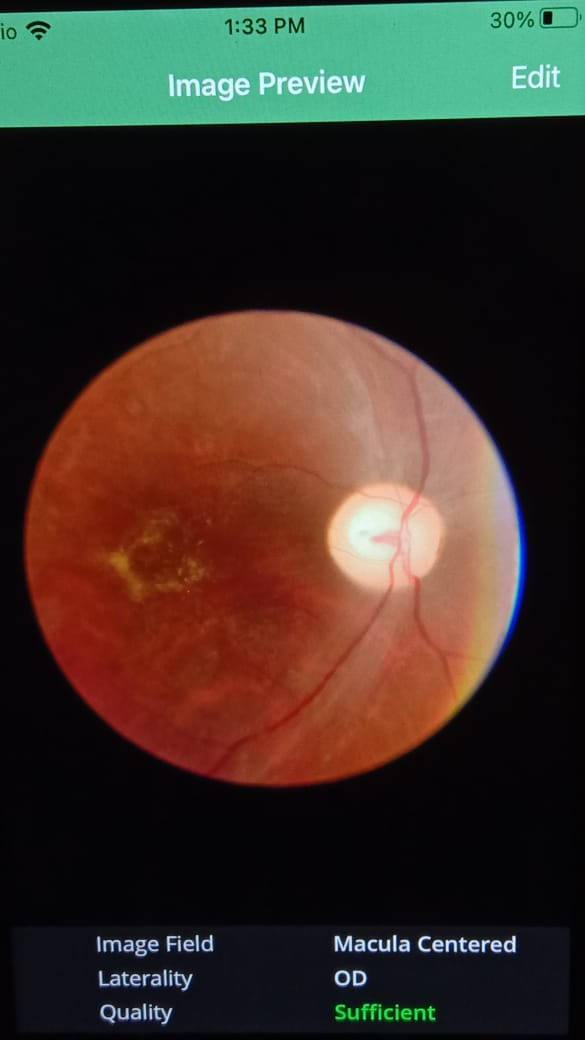 io 1:33 PM 30%
Image Preview Edit
Image Field Macula Centered
Laterality OD
Quality Sufficient